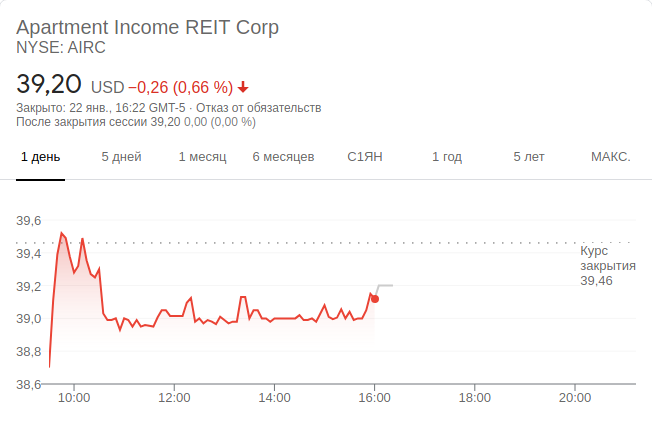 Apartment Income REIT Corp
NYSE: AIRC
39,20 USD −0,26 (0,66 %)
Закрыто: 22 янв., 16:22 GMT-5 · Отказ от обязательств
После закрытия сессии 39,20 0,00 (0,00 %)
1 день 5 дней 1 месяц 6 месяцев С1ЯН 1 год 5 лет МАКС.
39,6
39,4
39,2
39,0
38,8
38,6
Курс
закрытия
39,46
10:00 12:00 14:00 16:00 18:00 20:00